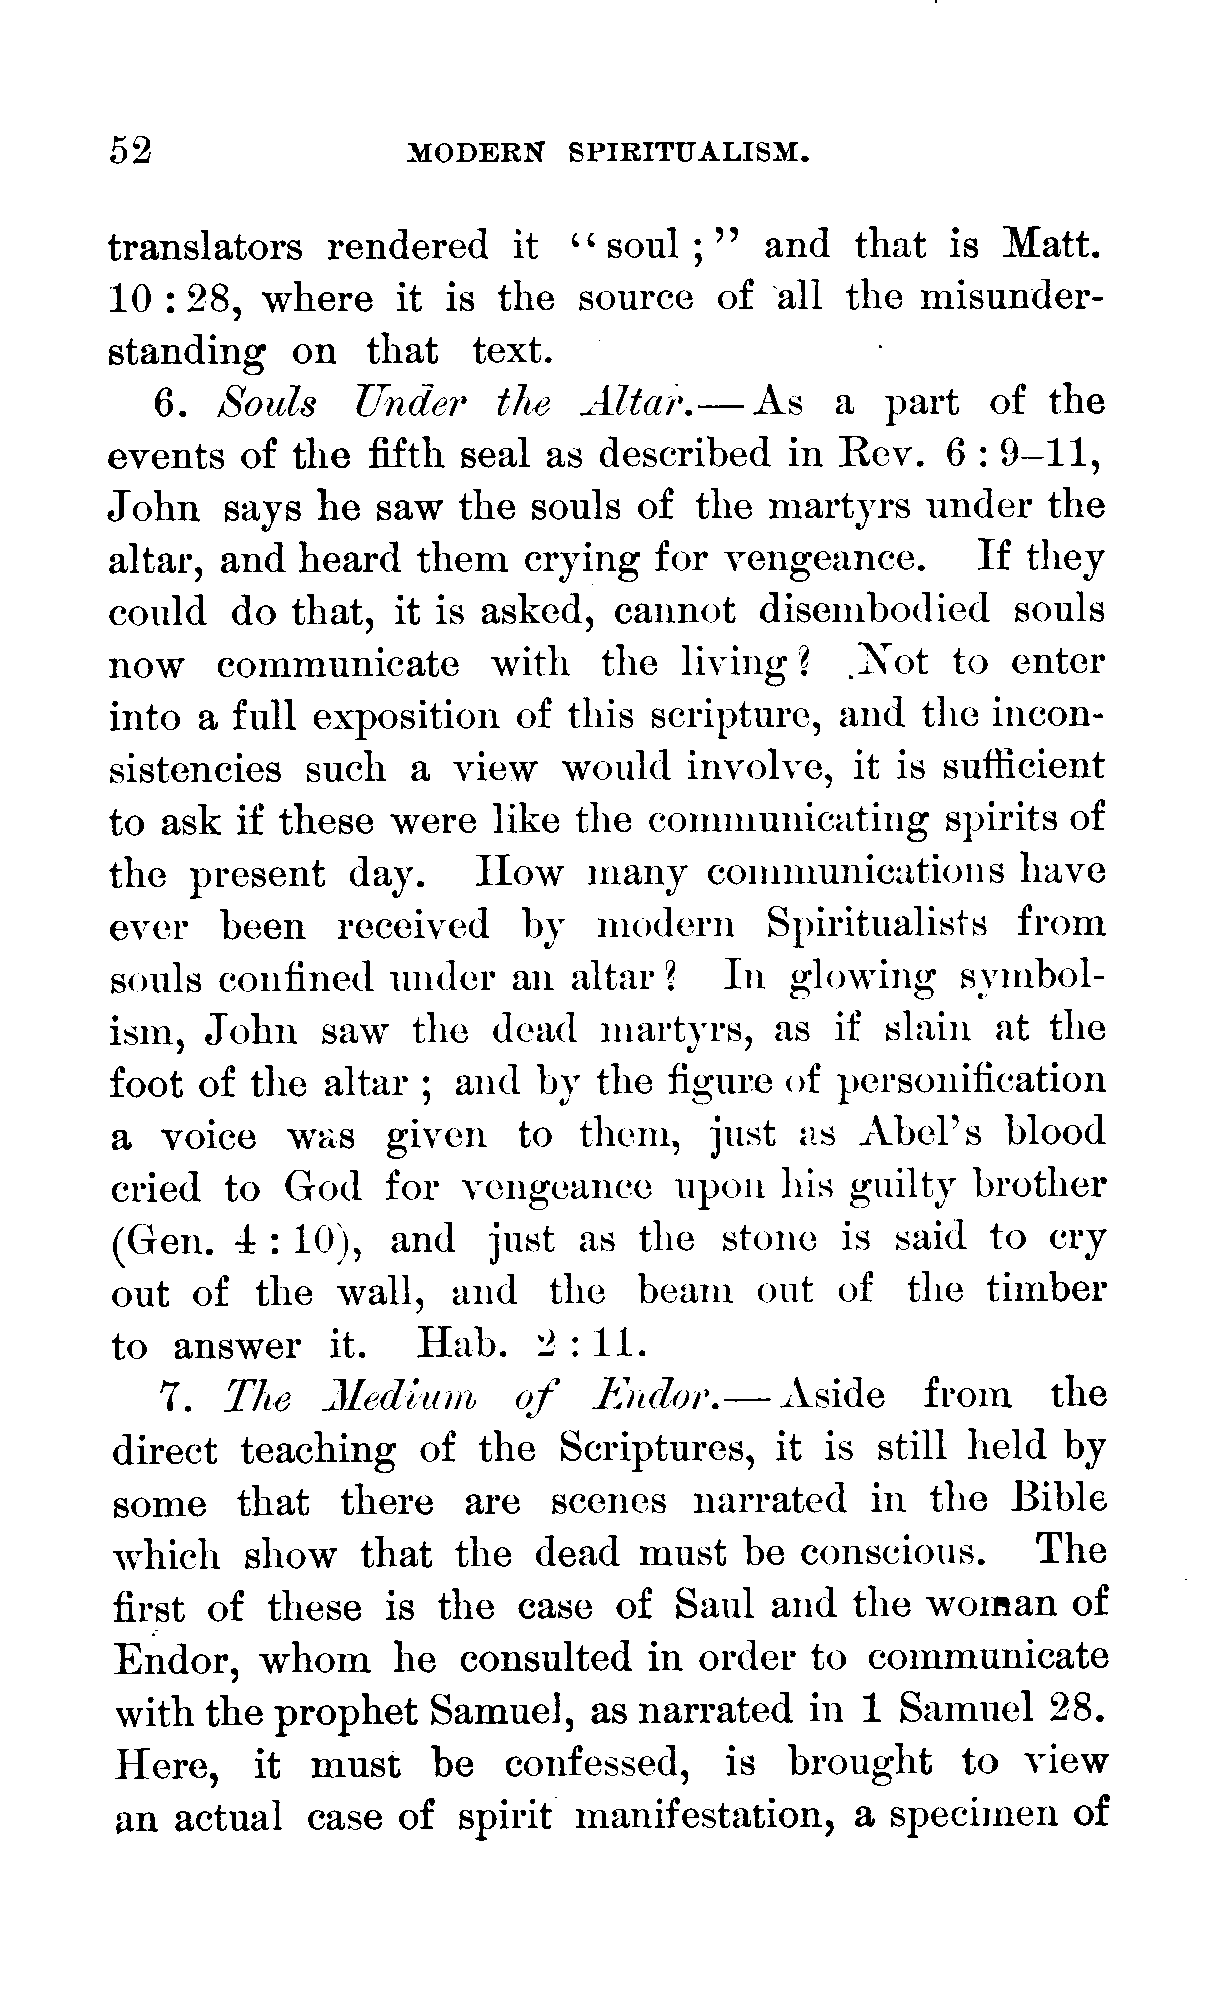 52 MODERN SPIRITUALISM.
translators rendered it “soul ;” and that is Matt.
10 : 28, where it is the source of all the misunder-
standing on that text.
6. Souls Under the Altar.— As a part of the
events of the fifth seal as described in Rev. 6 : 9–11,
John says he saw the souls of the martyrs under the
altar, and heard them crying for vengeance. If they
could do that, it is asked, cannot disembodied souls
now communicate with the living ? Not to enter
into a full exposition of this scripture, and the incon-
sistencies such a view would involve, it is sufficient
to ask if these were like the communicating spirits of
the present day. How many communications have
ever been received by modern Spiritualists from
souls confined under an altar ? In glowing symbol-
ism, John saw the dead martyrs, as if slain at the
foot of the altar ; and by the figure of personification
a voice was given to them, just as Abel’s blood
cried to God for vengeance upon his guilty brother
(Gen. 4 : 10), and just as the stone is said to cry
out of the wall, and the beam out of the timber
to answer it. Hab. 2 : 11.
7. The Medium of Endor.— Aside from the
direct teaching of the Scriptures, it is still held by
some that there are scenes narrated in the Bible
which show that the dead must be conscious. The
first of these is the case of Saul and the woman of
Endor, whom he consulted in order to communicate
with the prophet Samuel, as narrated in 1 Samuel 28.
Here, it must be confessed, is brought to view
an actual case of spirit manifestation, a specimen of